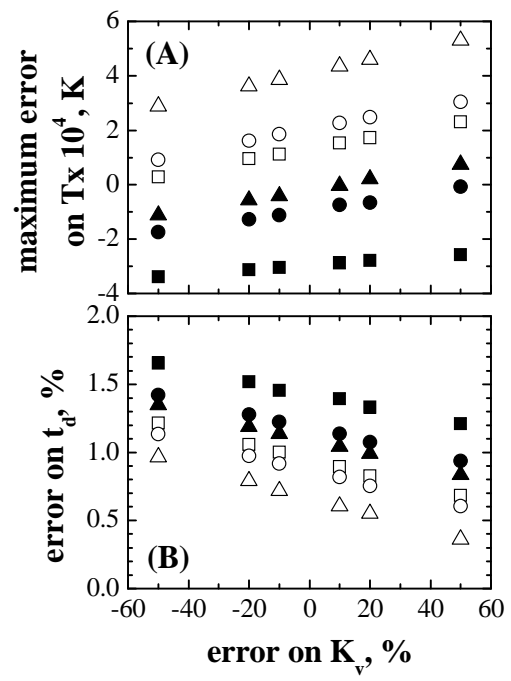 (A)
maximum error
on Tx 10⁴, K
6
4
2
0
-2
-4
2.0
1.5
1.0
0.5
0.0
error on t_d, %
(B)
-60 -40 -20 0 20 40 60
error on K_v, %